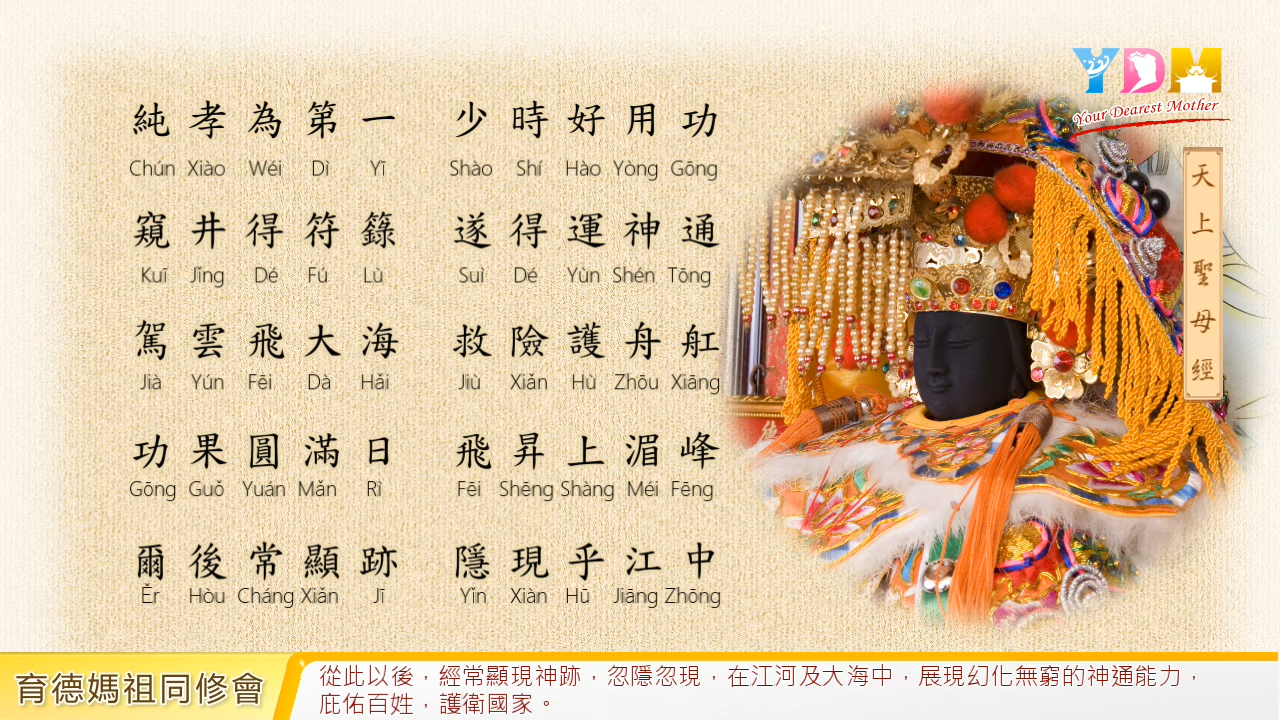 YDM
Your Dearest Mother
天上聖母經
純孝為第一 少時好用功
Chún Xiào Wéi Dì Yī Shào Shí Hào Yòng Gōng
窺井得符籙 遂得運神通
Kuī Jǐng Dé Fú Lù Suì Dé Yùn Shén Tōng
駕雲飛大海 救險護舟舡
Jià Yún Fēi Dà Hǎi Jiù Xiǎn Hù Zhōu Xiāng
功果圓滿日 飛昇上湄峰
Gōng Guǒ Yuán Mǎn Rì Fēi Shēng Shàng Méi Fēng
爾後常顯跡 隱現乎江中
Ěr Hòu Cháng Xiǎn Jī Yǐn Xiàn Hū Jiāng Zhōng
育德媽祖同修會
從此以後，經常顯現神跡，忽隱忽現，在江河及大海中，展現幻化無窮的神通能力，
庇佑百姓，護衛國家。